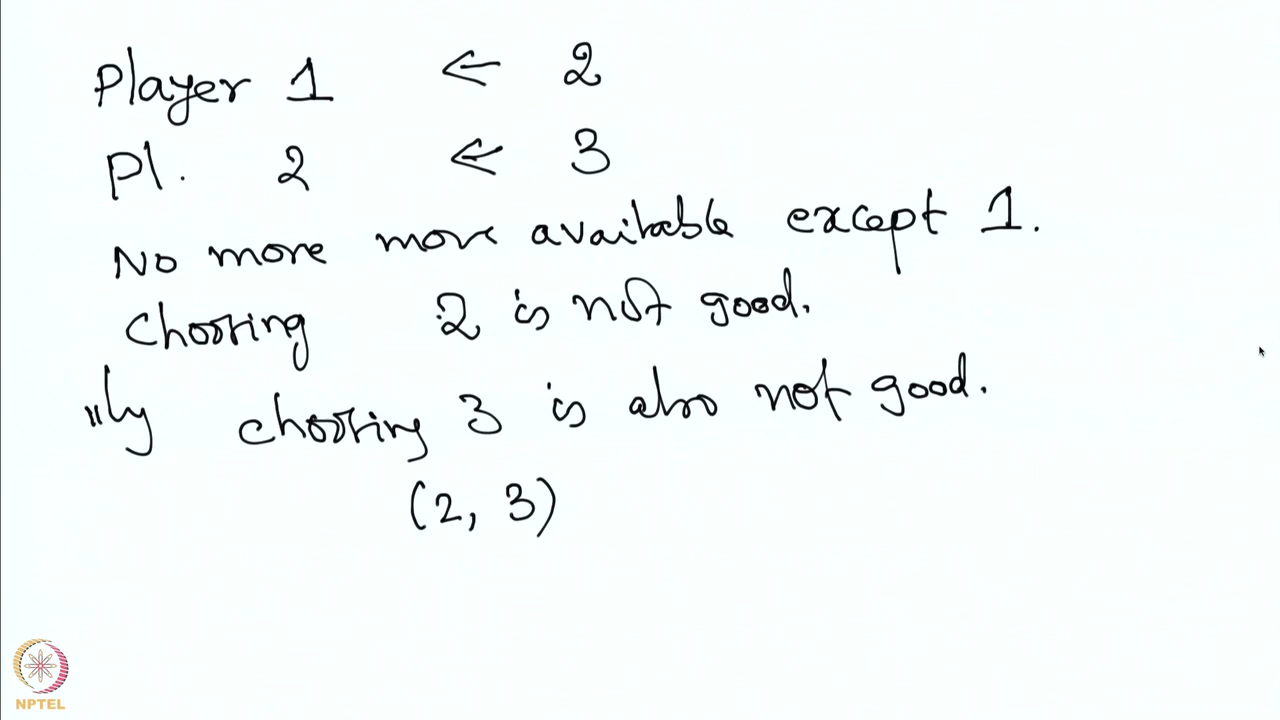 Player 1 ← 2
Pl. 2 ← 3
No more move available except 1.
Choosing 2 is not good.
"ly choosing 3 is also not good.
(2, 3)
NPTEL